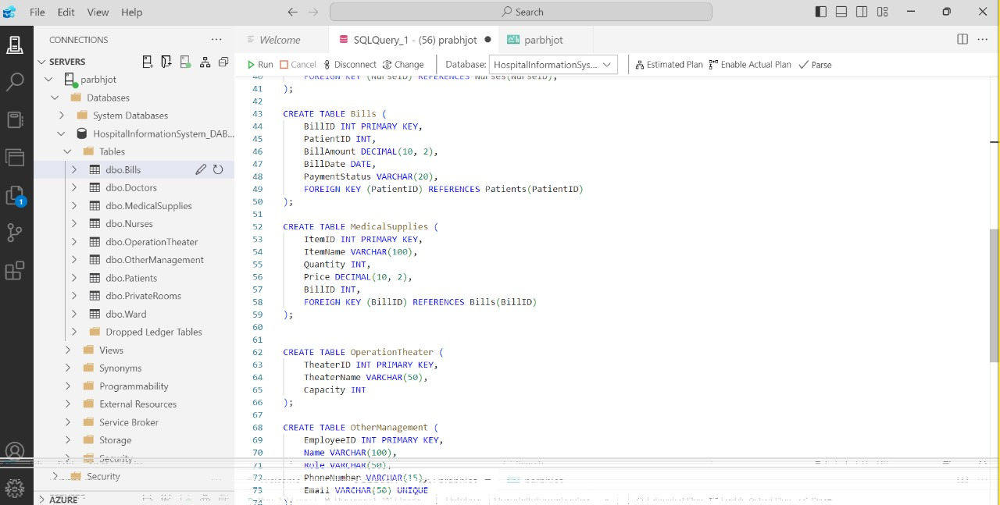 File Edit View Help
Search
CONNECTIONS
Welcome
SQLQuery_1 - (56) prabhjot
parbhjot
SERVERS
Run Cancel Disconnect Change Database: HospitalInformationSys... Estimated Plan Enable Actual Plan Parse
parbhjot
Databases
System Databases
HospitalInformationSystem_DAB...
Tables
dbo.Bills
dbo.Doctors
dbo.MedicalSupplies
dbo.Nurses
dbo.OperationTheater
dbo.OtherManagement
dbo.Patients
dbo.PrivateRooms
dbo.Ward
Dropped Ledger Tables
Views
Synonyms
Programmability
External Resources
Service Broker
Storage
Security
Security
AZURE
1
40 FOREIGN KEY (NurseID) REFERENCES Nurses(NurseID),
41 );
42
43 CREATE TABLE Bills (
44 BillID INT PRIMARY KEY,
45 PatientID INT,
46 BillAmount DECIMAL(10, 2),
47 BillDate DATE,
48 PaymentStatus VARCHAR(20),
49 FOREIGN KEY (PatientID) REFERENCES Patients(PatientID)
50 );
51
52 CREATE TABLE MedicalSupplies (
53 ItemID INT PRIMARY KEY,
54 ItemName VARCHAR(100),
55 Quantity INT,
56 Price DECIMAL(10, 2),
57 BillID INT,
58 FOREIGN KEY (BillID) REFERENCES Bills(BillID)
59 );
60
61
62 CREATE TABLE OperationTheater (
63 TheaterID INT PRIMARY KEY,
64 TheaterName VARCHAR(50),
65 Capacity INT
66 );
67
68 CREATE TABLE OtherManagement (
69 EmployeeID INT PRIMARY KEY,
70 Name VARCHAR(100),
71 Role VARCHAR(50),
72 PhoneNumber VARCHAR(15),
73 Email VARCHAR(50) UNIQUE
74 );